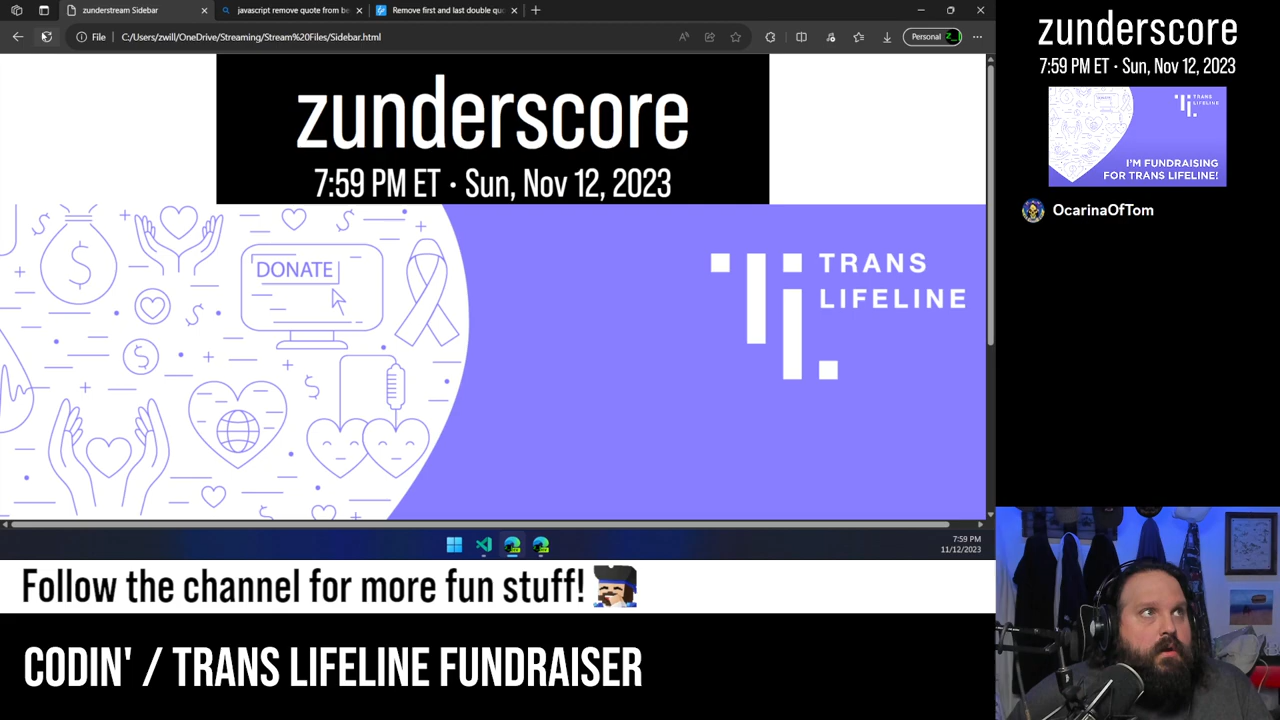 zunderstream Sidebar
javascript remove quote from be
Remove first and last double quo
File
C:/Users/zwill/OneDrive/Streaming/Stream%20Files/Sidebar.html
Personal
zunderscore
7:59 PM ET · Sun, Nov 12, 2023
DONATE
TRANS
LIFELINE
7:59 PM
11/12/2023
Follow the channel for more fun stuff!
CODIN' / TRANS LIFELINE FUNDRAISER
zunderscore
7:59 PM ET · Sun, Nov 12, 2023
DONATE
TRANS
LIFELINE
I'M FUNDRAISING
FOR TRANS LIFELINE!
OcarinaOfTom